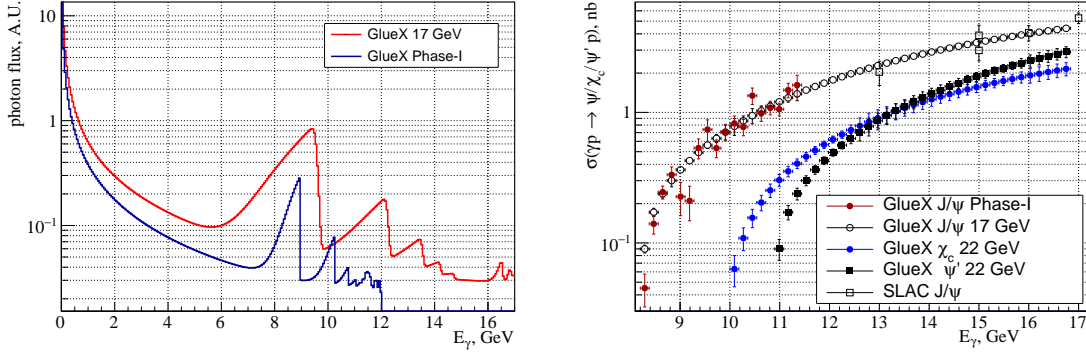 photon flux, A.U.
10
1
10⁻¹
0 2 4 6 8 10 12 14 16
E_γ, GeV
GlueX 17 GeV
GlueX Phase-I
σ(γp → ψ/χ_c/ψ' p), nb
1
10⁻¹
9 10 11 12 13 14 15 16 17
E_γ, GeV
GlueX J/ψ Phase-I
GlueX J/ψ 17 GeV
GlueX χ_c 22 GeV
GlueX ψ' 22 GeV
SLAC J/ψ